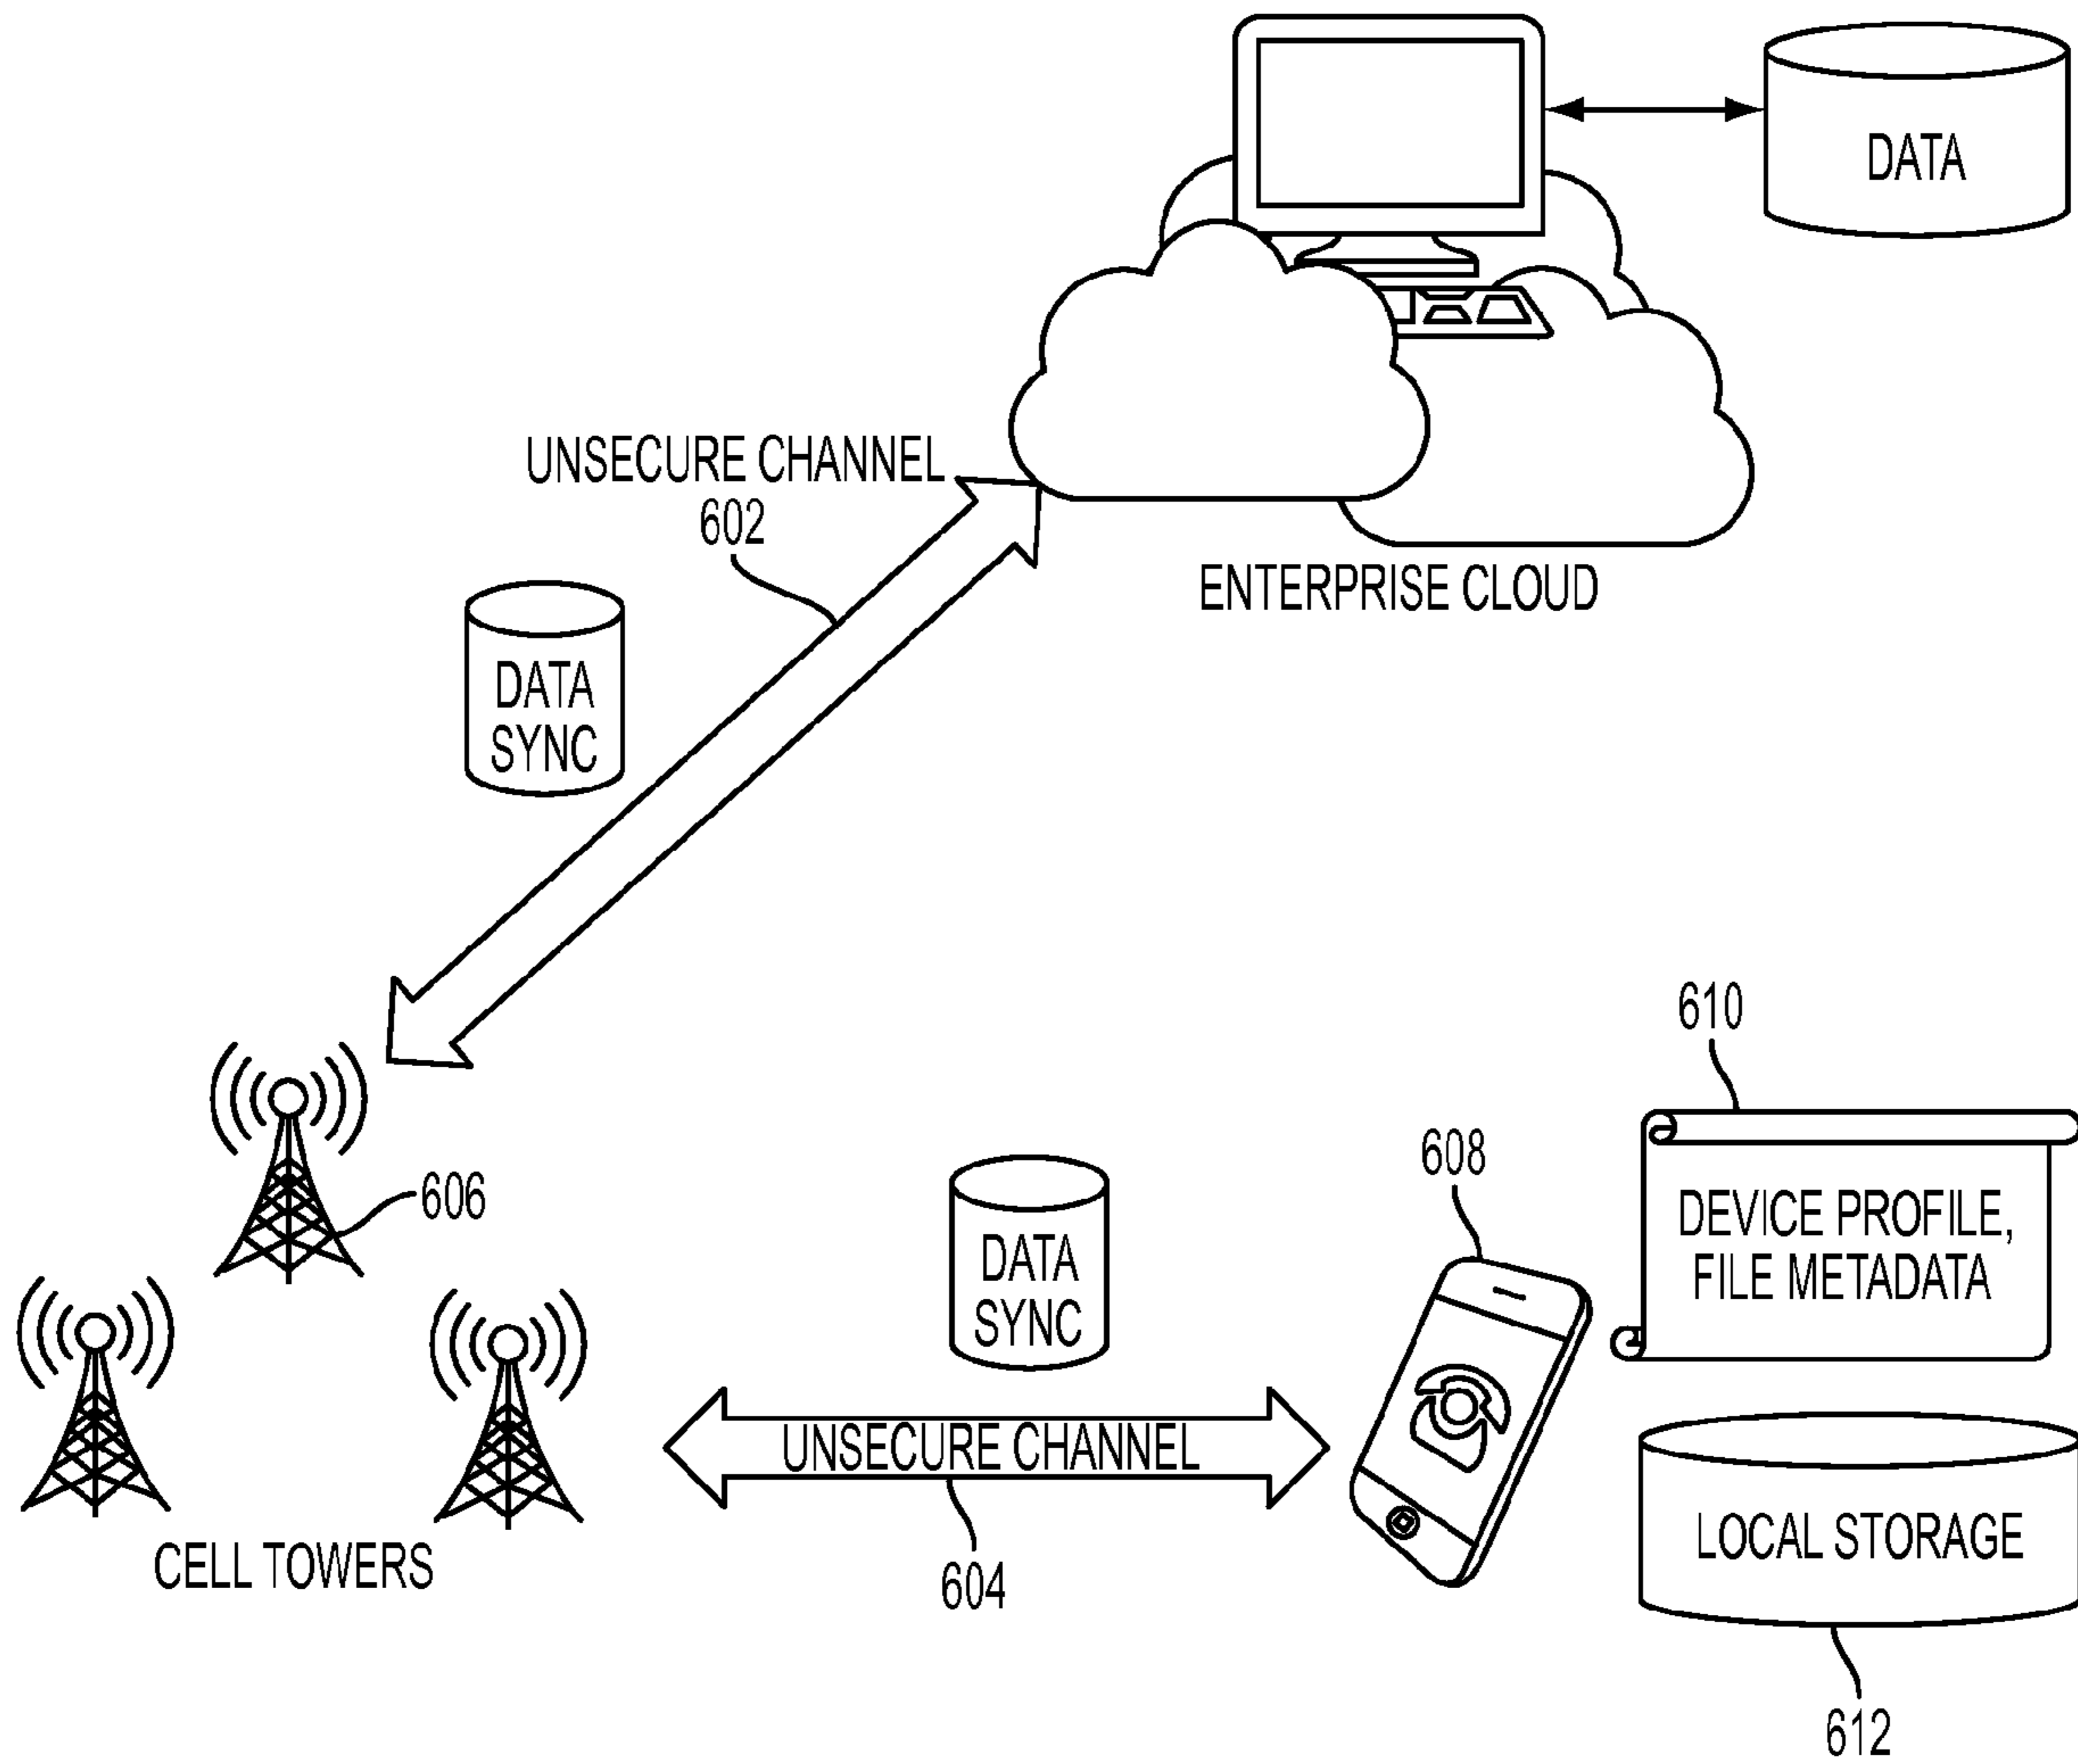 DATA
UNSECURE CHANNEL
602
ENTERPRISE CLOUD
DATA
SYNC
610
608
606
DEVICE PROFILE,
FILE METADATA
DATA
SYNC
UNSECURE CHANNEL
LOCAL STORAGE
CELL TOWERS
604
612